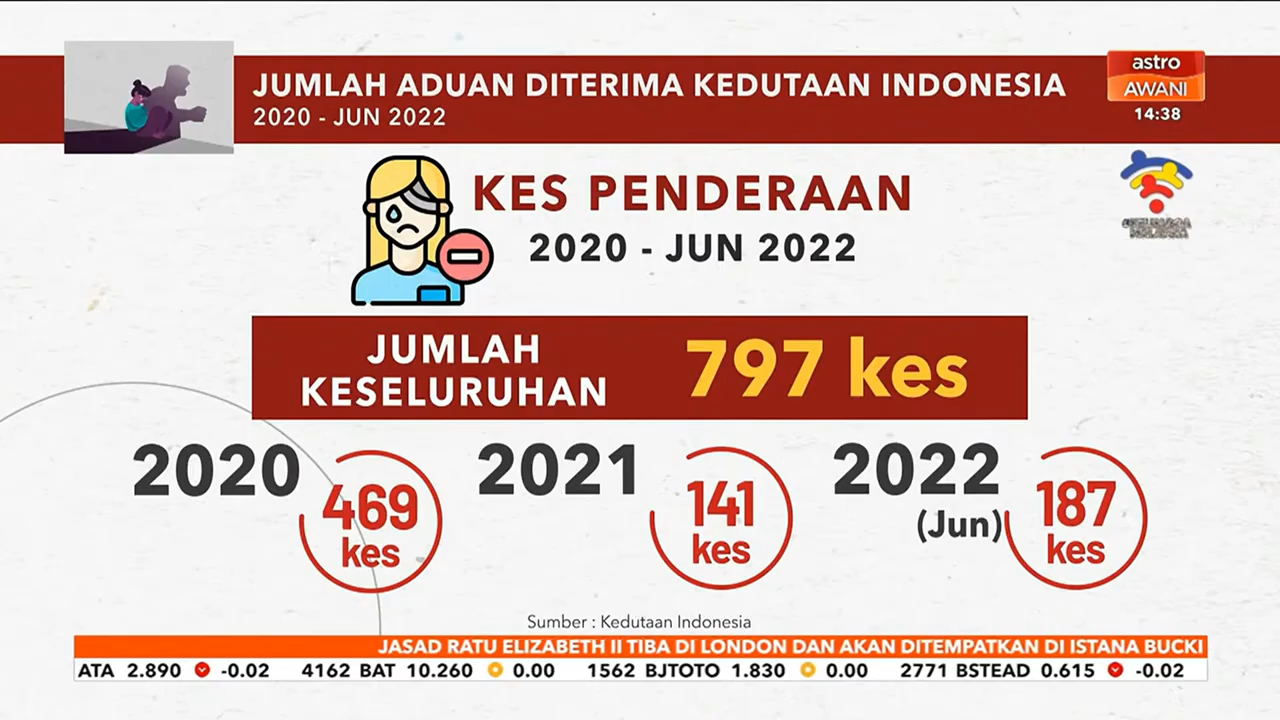 JUMLAH ADUAN DITERIMA KEDUTAAN INDONESIA
2020 - JUN 2022
astro
AWANI
14:38
KES PENDERAAN
2020 - JUN 2022
JUMLAH
KESELURUHAN
797 kes
2020
469
kes
2021
141
kes
2022
(Jun)
187
kes
Sumber : Kedutaan Indonesia
JASAD RATU ELIZABETH II TIBA DI LONDON DAN AKAN DITEMPATKAN DI ISTANA BUCKI
ATA 2.890 -0.02 4162 BAT 10.260 0.00 1562 BJTOTO 1.830 0.00 2771 BSTEAD 0.615 -0.02